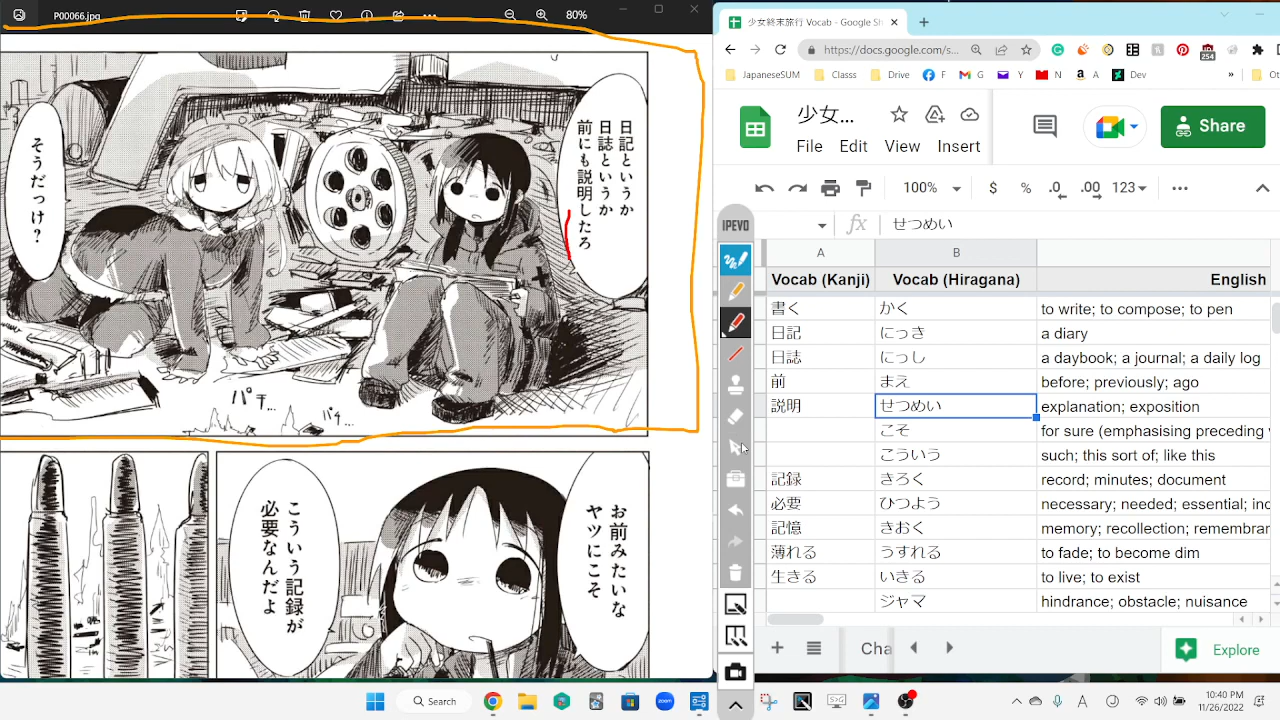 P00066.jpg
80%
日記というか
日誌というか
前にも説明したろ
そうだっけ?
パチ…
パチ…
お前みたいな
ヤツにこそ
こういう記録が
必要なんだよ
少女終末旅行 Vocab - Google Sh
https://docs.google.com/s...
254
JapaneseSUM
Classa
Drive
F
G
Y
N
A
Dev
»
少女...
Share
File Edit View Insert
100%
$ % .0 .00 123
IPEVO
fx せつめい
A B
Vocab (Kanji) Vocab (Hiragana) English
書く かく to write; to compose; to pen
日記 にっき a diary
日誌 にっし a daybook; a journal; a daily log
前 まえ before; previously; ago
説明 せつめい explanation; exposition
こそ for sure (emphasising preceding
こういう such; this sort of; like this
記録 きろく record; minutes; document
必要 ひつよう necessary; needed; essential; inc
記憶 きおく memory; recollection; remembran
薄れる うすれる to fade; to become dim
生きる いきる to live; to exist
ジャマ hindrance; obstacle; nuisance
Cha
Explore
Search
zoom
A
10:40 PM
11/26/2022